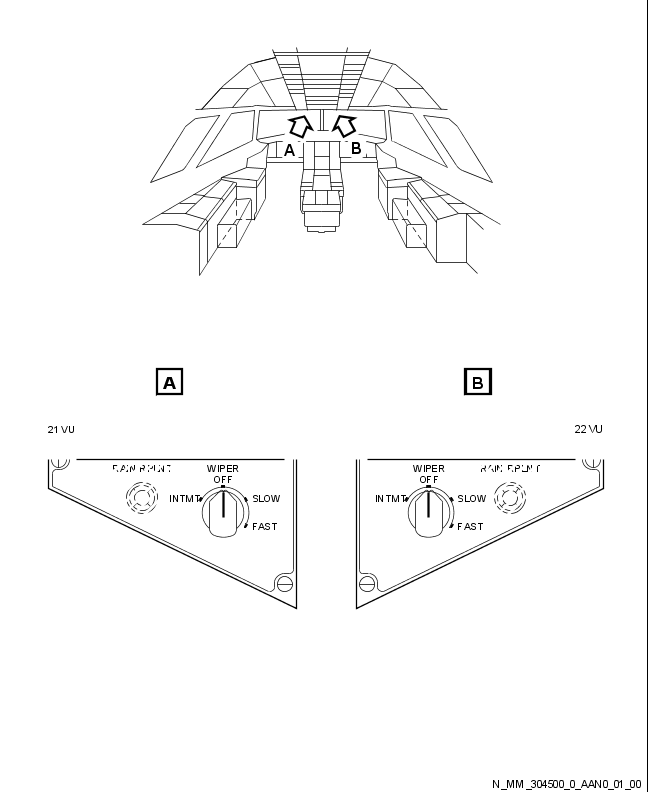 A
B
A
B
21 VU
22 VU
RAIN RPLNT
WIPER
OFF
INTMT
SLOW
FAST
WIPER
OFF
RAIN RPLNT
INTMT
SLOW
FAST
N_MM_304500_0_AAN0_01_00